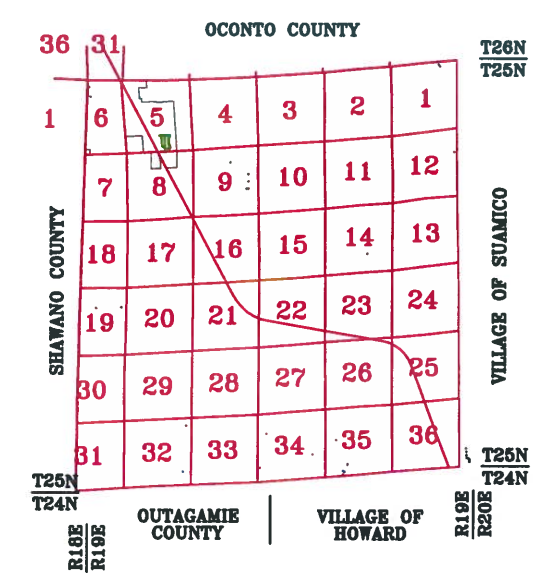 OCONTO COUNTY
36 31
T26N
T25N
1 6 5 4 3 2 1
7 8 9 10 11 12
18 17 16 15 14 13
19 20 21 22 23 24
30 29 28 27 26 25
31 32 33 34 35 36
SHAWANO COUNTY
VILLAGE OF SUAMICO
T25N
T24N
T25N
T24N
R18E
R19E
OUTAGAMIE
COUNTY
VILLAGE OF
HOWARD
R19E
R20E